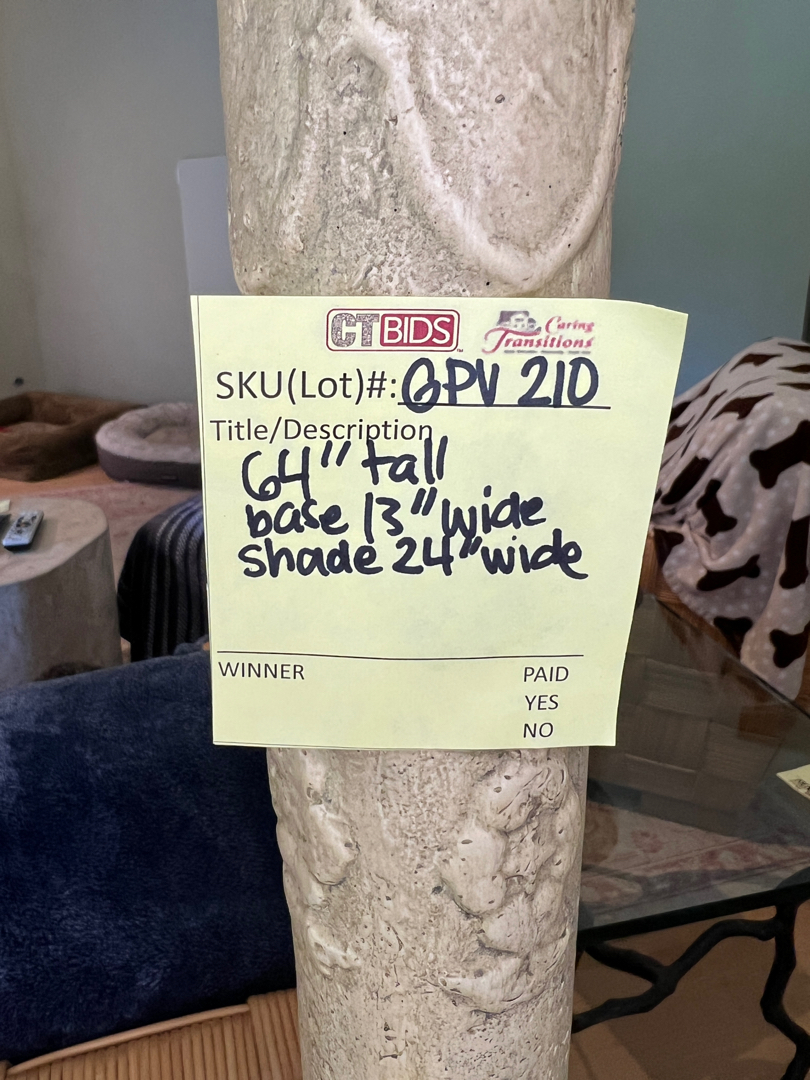 CTBIDS
Caring
Transitions
SKU(Lot)#: GPV 210
Title/Description
64" tall
base 13" wide
shade 24" wide
WINNER PAID
YES
NO